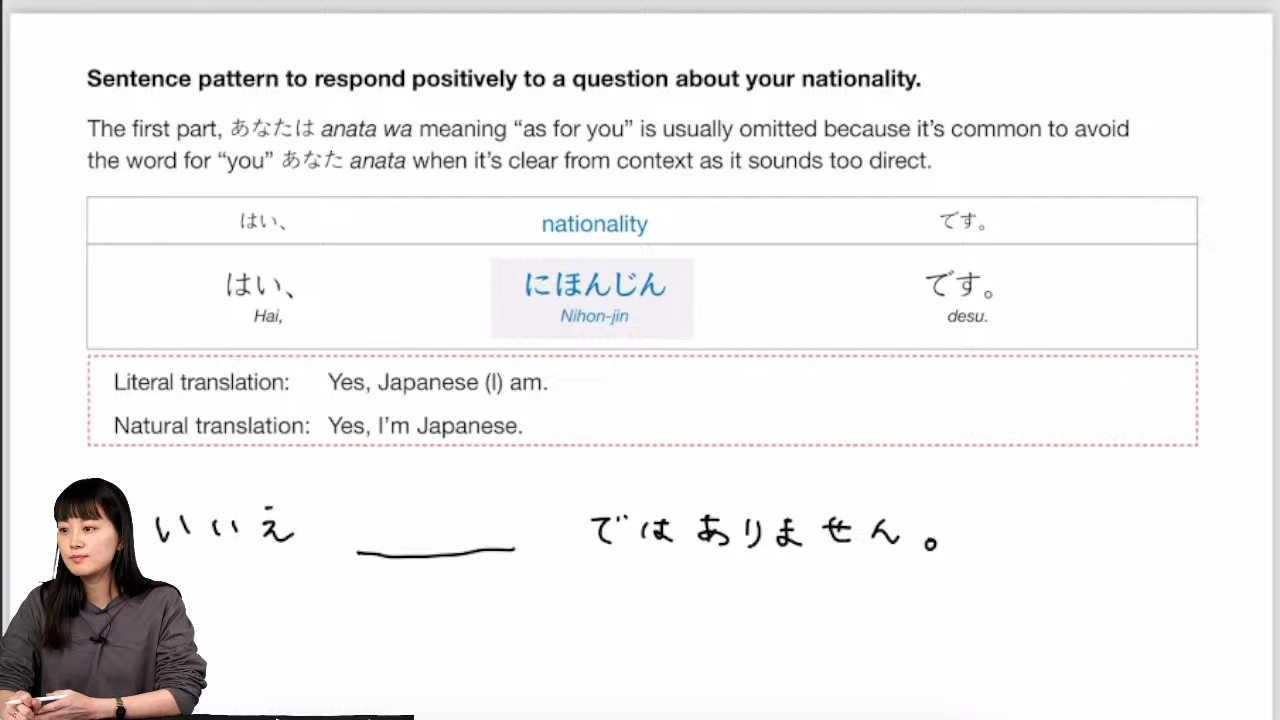 Sentence pattern to respond positively to a question about your nationality.
The first part, あなたは anata wa meaning “as for you” is usually omitted because it’s common to avoid
the word for “you” あなた anata when it’s clear from context as it sounds too direct.
はい、 nationality です。
はい、 にほんじん です。
Hai, Nihon-jin desu.
Literal translation: Yes, Japanese (I) am.
Natural translation: Yes, I’m Japanese.
いいえ ______ ではありません。